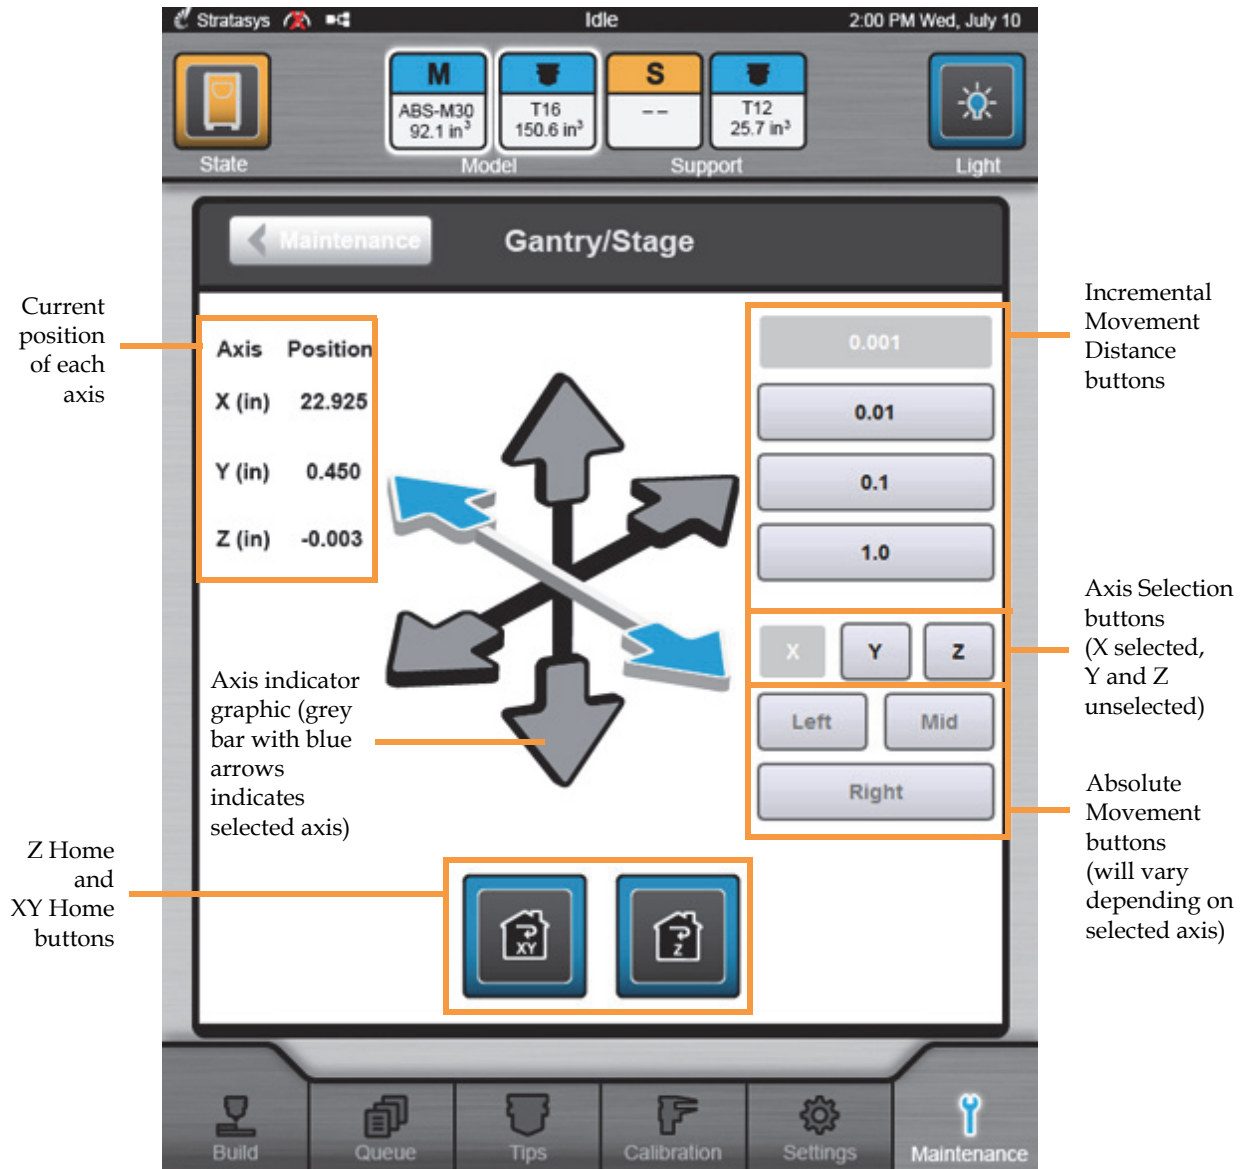 Stratasys
Idle
2:00 PM Wed, July 10
M
S
ABS-M30
92.1 in³
T16
150.6 in³
--
T12
25.7 in³
State
Model
Support
Light
Maintenance
Gantry/Stage
Current
position
of each
axis
Axis Position
X (in) 22.925
Y (in) 0.450
Z (in) -0.003
0.001
0.01
0.1
1.0
Incremental
Movement
Distance
buttons
X Y Z
Axis Selection
buttons
(X selected,
Y and Z
unselected)
Left Mid
Right
Absolute
Movement
buttons
(will vary
depending on
selected axis)
Axis indicator
graphic (grey
bar with blue
arrows
indicates
selected axis)
Z Home
and
XY Home
buttons
XY
Z
Build
Queue
Tips
Calibration
Settings
Maintenance